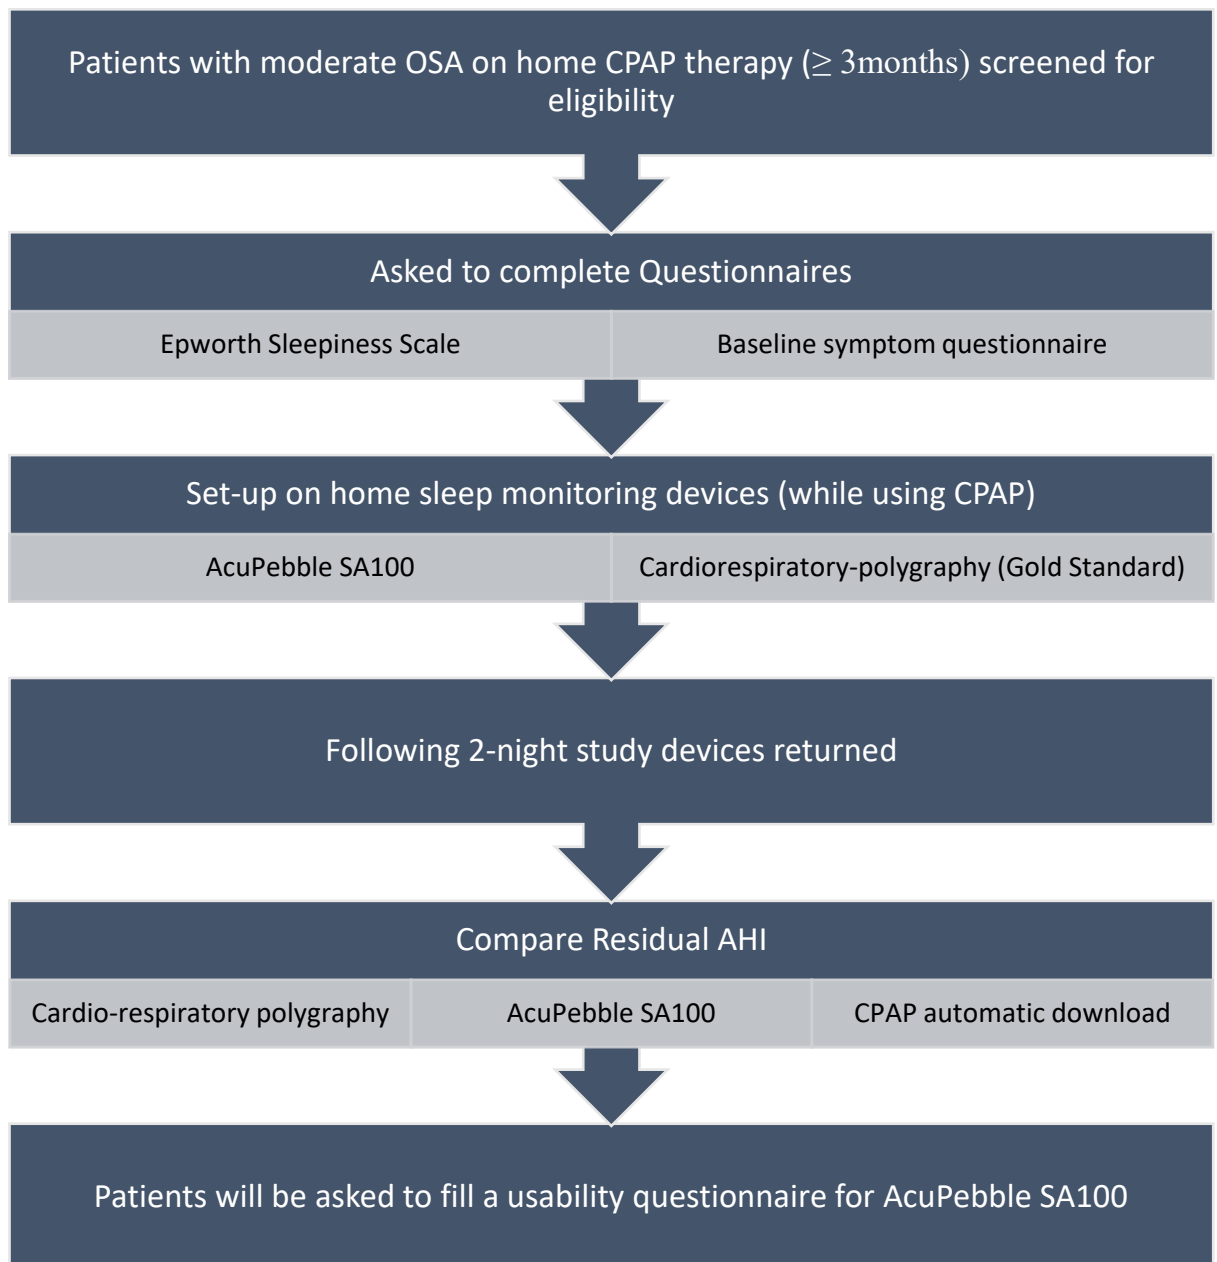 Patients with moderate OSA on home CPAP therapy (≥ 3months) screened for
eligibility
Asked to complete Questionnaires
Epworth Sleepiness Scale
Baseline symptom questionnaire
Set-up on home sleep monitoring devices (while using CPAP)
AcuPebble SA100
Cardiorespiratory-polygraphy (Gold Standard)
Following 2-night study devices returned
Compare Residual AHI
Cardio-respiratory polygraphy
AcuPebble SA100
CPAP automatic download
Patients will be asked to fill a usability questionnaire for AcuPebble SA100